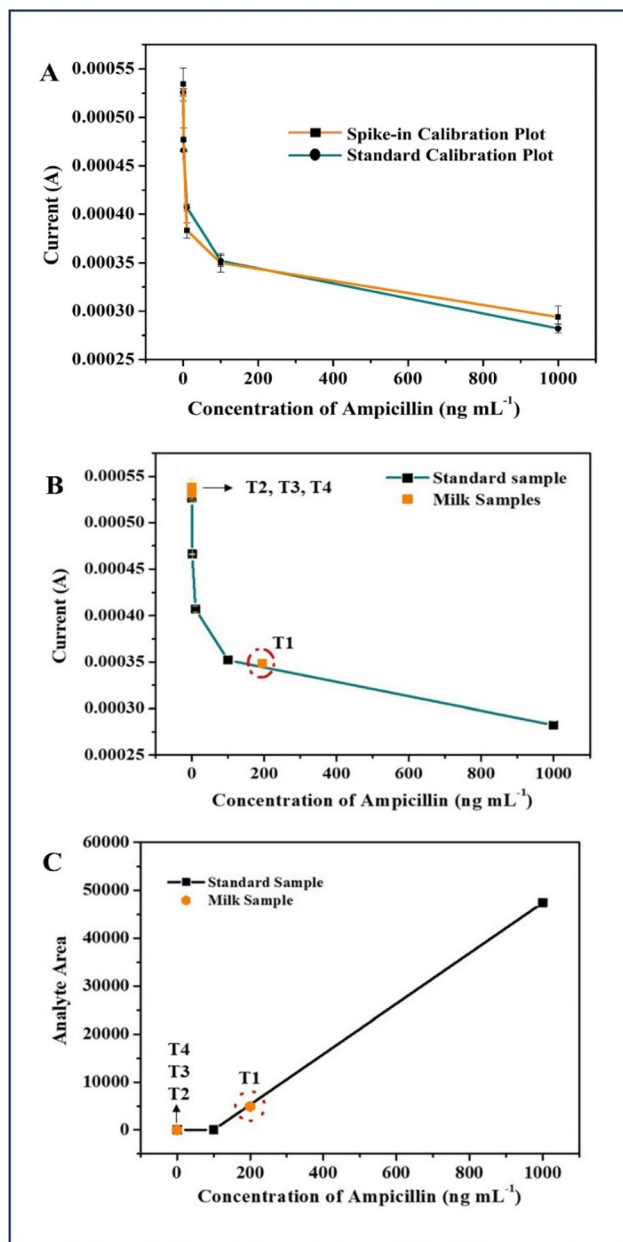 A
0.00055
0.00050
0.00045
0.00040
0.00035
0.00030
0.00025
Current (A)
Spike-in Calibration Plot
Standard Calibration Plot
0 200 400 600 800 1000
Concentration of Ampicillin (ng mL⁻¹)
B
0.00055
0.00050
0.00045
0.00040
0.00035
0.00030
0.00025
Current (A)
T2, T3, T4
Standard sample
Milk Samples
T1
0 200 400 600 800 1000
Concentration of Ampicillin (ng mL⁻¹)
C
60000
50000
40000
30000
20000
10000
0
Analyte Area
Standard Sample
Milk Sample
T4
T3
T2
T1
0 200 400 600 800 1000
Concentration of Ampicillin (ng mL⁻¹)